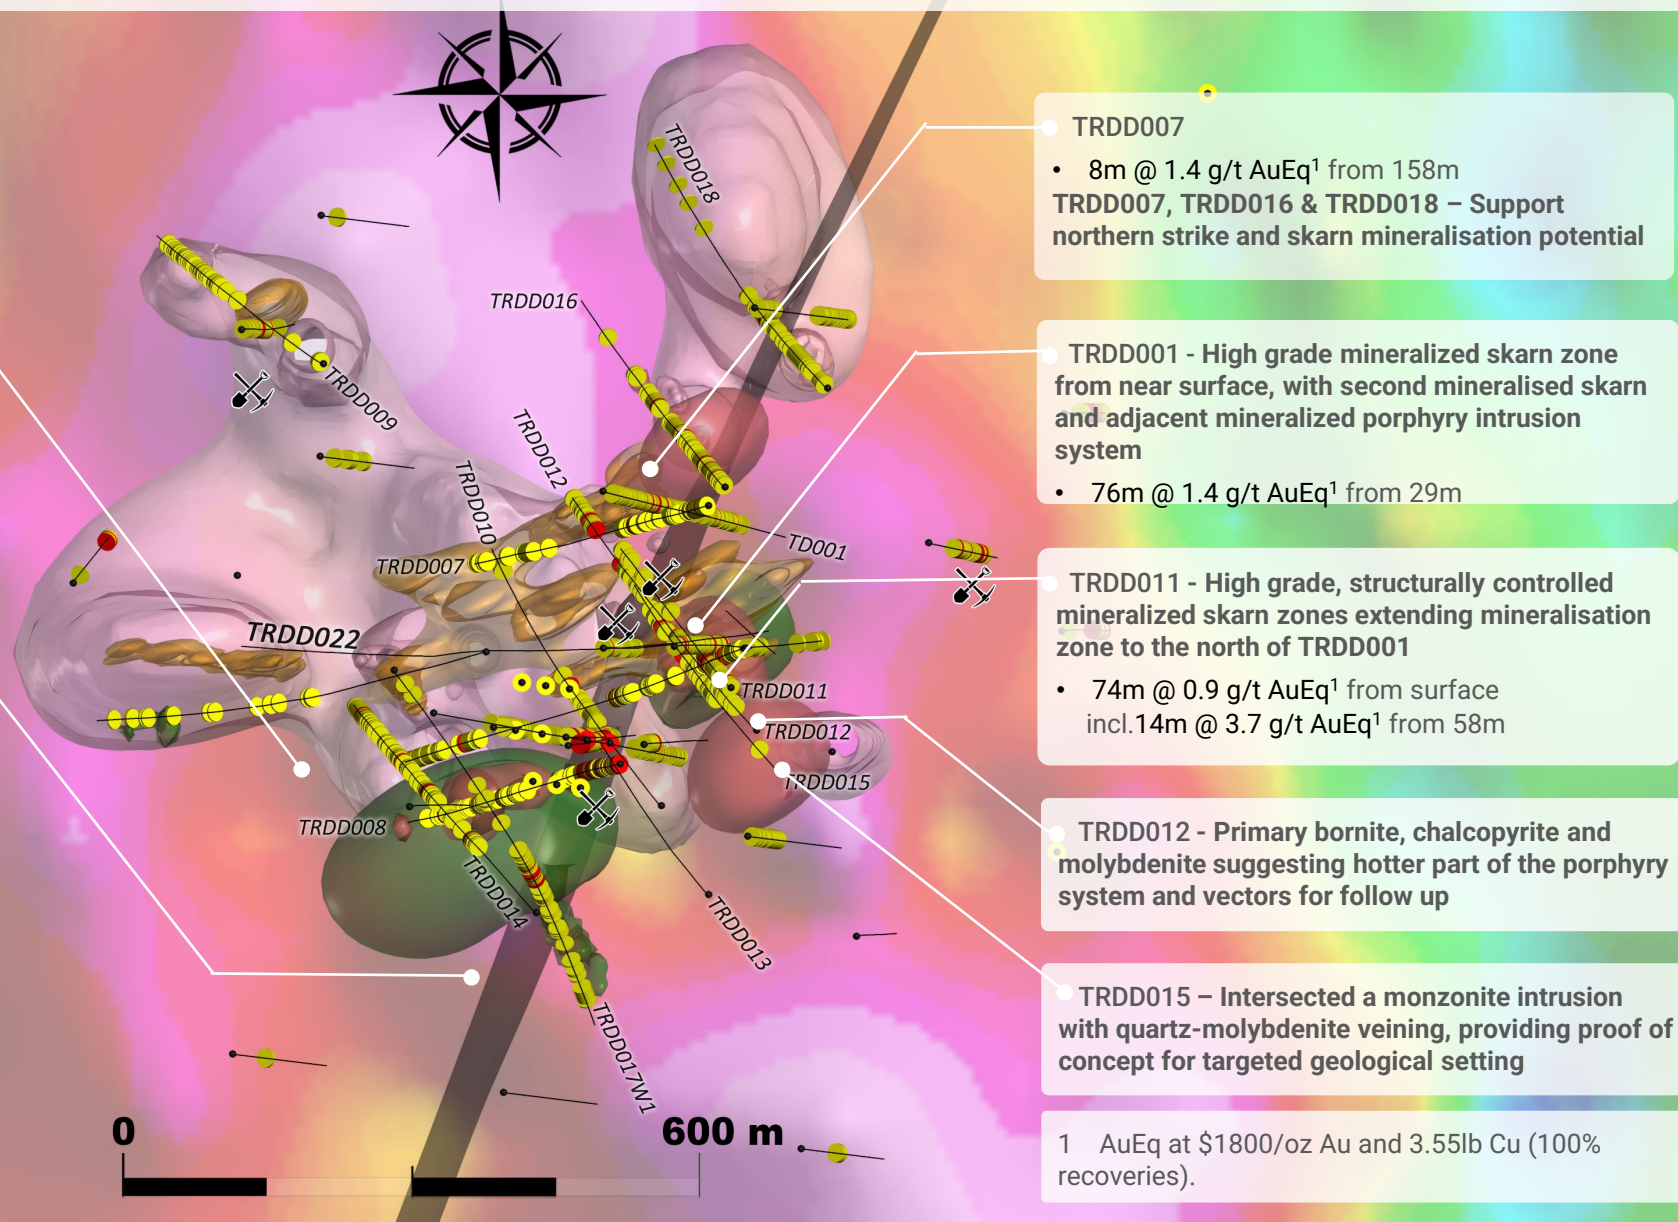 TRDD018
TRDD016
TRDD009
TRDD012
TRDD010
TD001
TRDD007
TRDD022
TRDD011
TRDD012
TRDD015
TRDD008
TRDD014
TRDD013
TRDD017W1
0
600 m
TRDD007
• 8m @ 1.4 g/t AuEq¹ from 158m
TRDD007, TRDD016 & TRDD018 – Support
northern strike and skarn mineralisation potential
TRDD001 - High grade mineralized skarn zone
from near surface, with second mineralised skarn
and adjacent mineralized porphyry intrusion
system
• 76m @ 1.4 g/t AuEq¹ from 29m
TRDD011 - High grade, structurally controlled
mineralized skarn zones extending mineralisation
zone to the north of TRDD001
• 74m @ 0.9 g/t AuEq¹ from surface
incl.14m @ 3.7 g/t AuEq¹ from 58m
TRDD012 - Primary bornite, chalcopyrite and
molybdenite suggesting hotter part of the porphyry
system and vectors for follow up
TRDD015 – Intersected a monzonite intrusion
with quartz-molybdenite veining, providing proof of
concept for targeted geological setting
1 AuEq at $1800/oz Au and 3.55lb Cu (100%
recoveries).